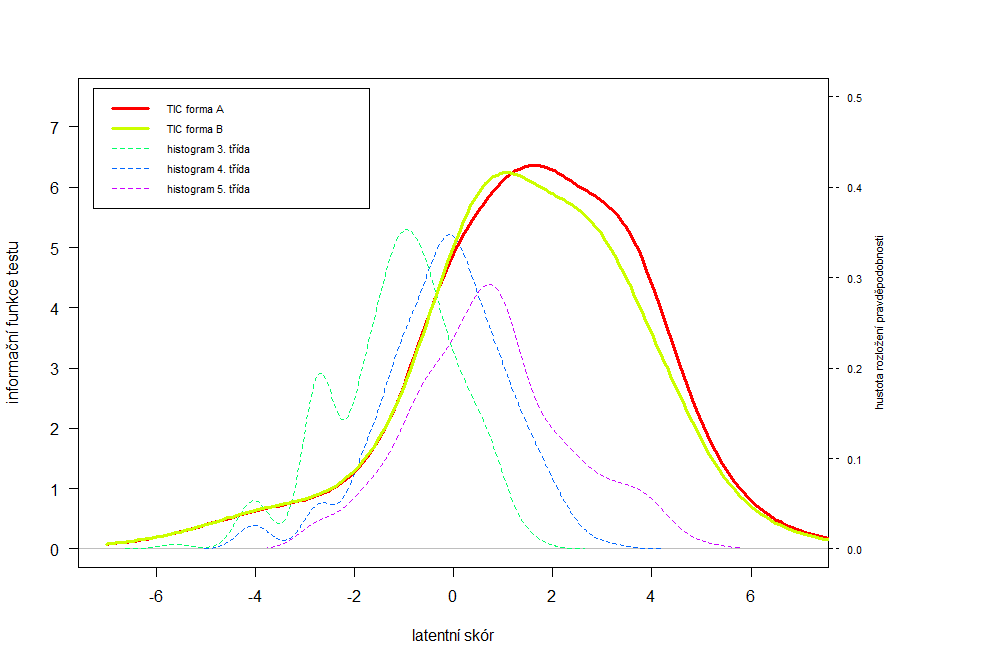 TIC forma A
TIC forma B
histogram 3. třída
histogram 4. třída
histogram 5. třída
informační funkce testu
7
6
5
4
3
2
1
0
-6
-4
-2
0
2
4
6
latentní skór
0.5
0.4
0.3
0.2
0.1
0.0
hustota rozložení pravděpodobnosti